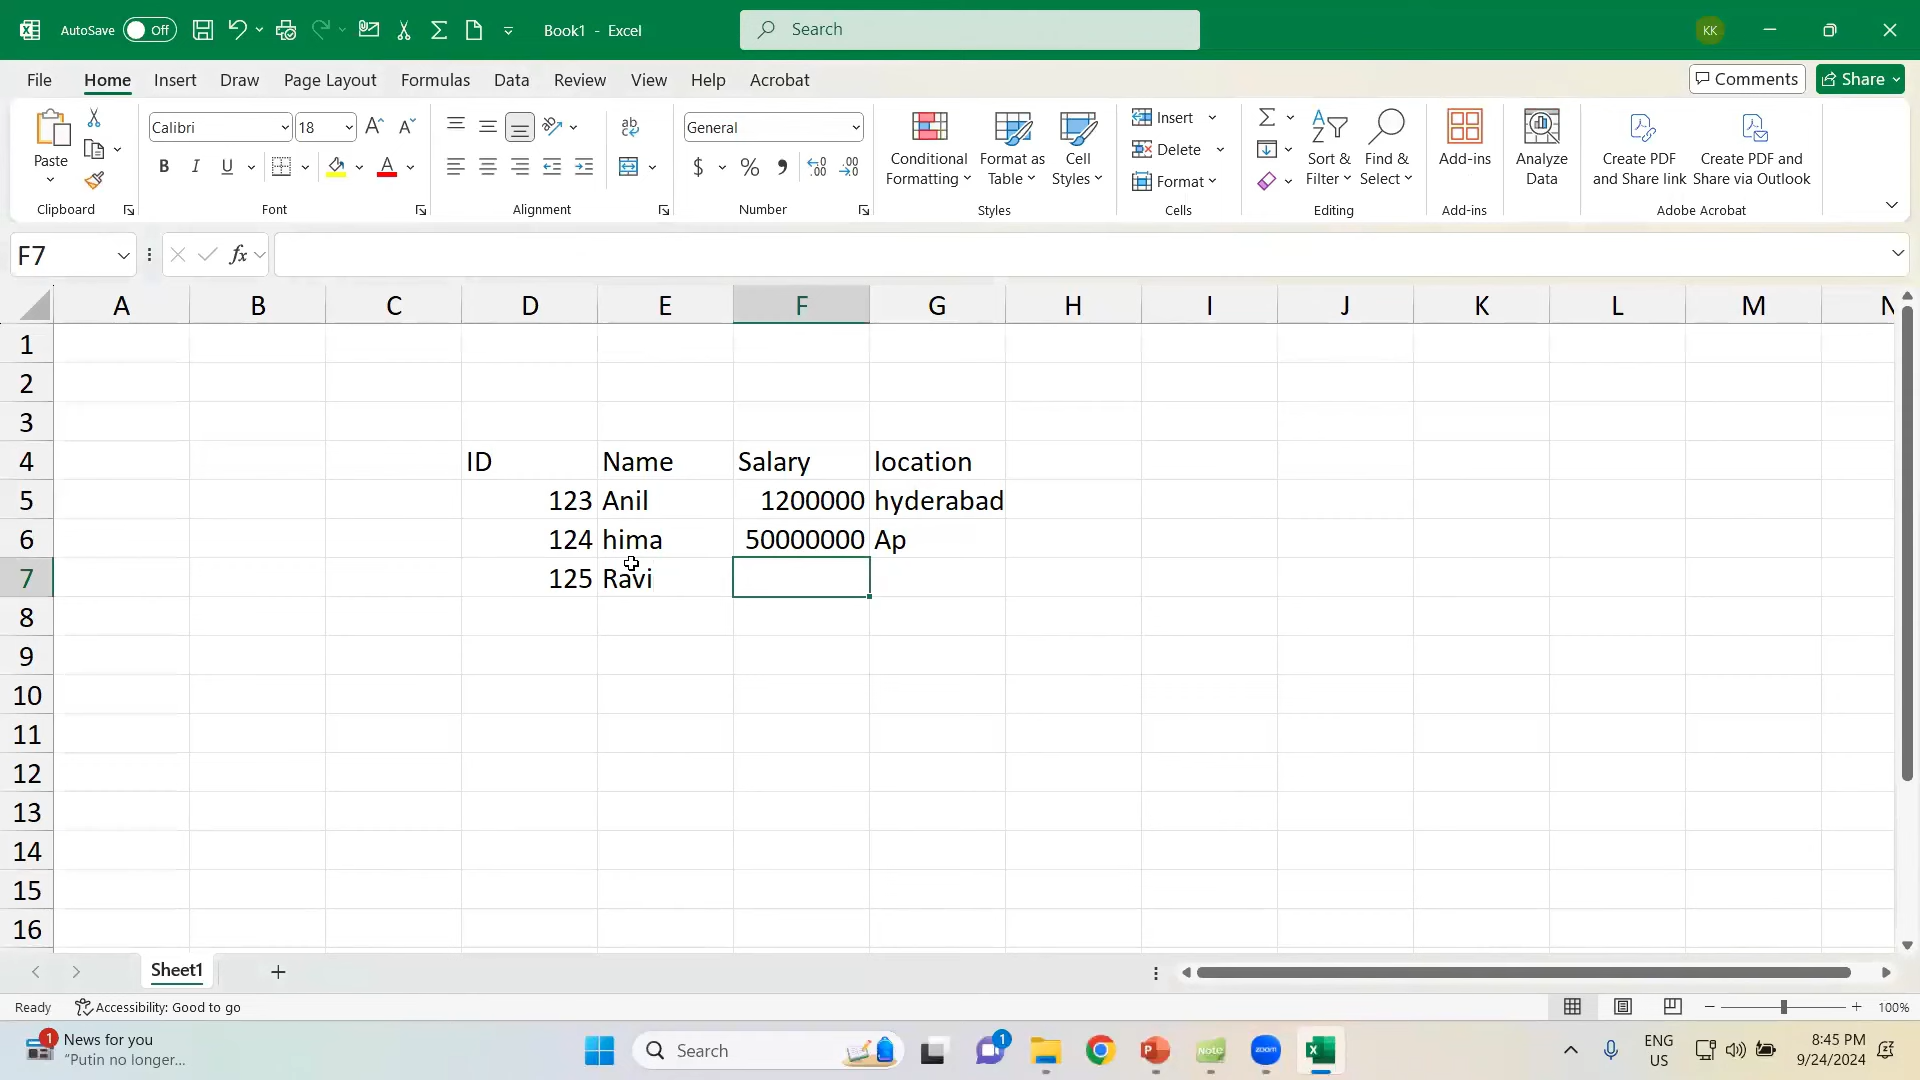 AutoSave Off Book1 - Excel Search KK
File Home Insert Draw Page Layout Formulas Data Review View Help Acrobat Comments Share
Paste Calibri 18 General Conditional Formatting Format as Table Cell Styles Insert Delete Format Sort & Filter Find & Select Add-ins Analyze Data Create PDF and Share link Create PDF and Share via Outlook
Clipboard Font Alignment Number Styles Cells Editing Add-ins Adobe Acrobat
F7 fx
A B C D E F G H I J K L M N
1
2
3
4 ID Name Salary location
5 123 Anil 1200000 hyderabad
6 124 hima 50000000 Ap
7 125 Ravi
8
9
10
11
12
13
14
15
16
Sheet1
Ready Accessibility: Good to go 100%
1 News for you Search 1 Note zoom ENG 8:45 PM
"Putin no longer... US 9/24/2024